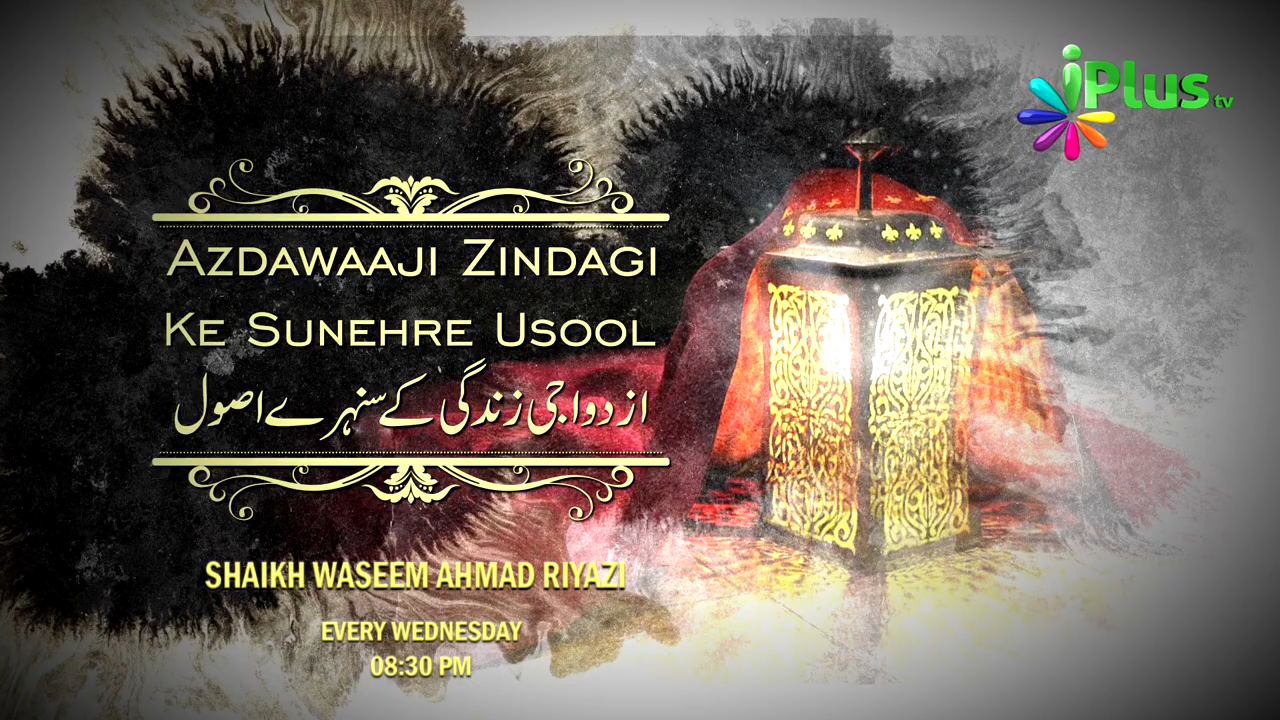 iPlus tv
AZDAWAAJI ZINDAGI
KE SUNEHRE USOOL
ازدواجی زندگی کے سنہرے اصول
SHAIKH WASEEM AHMAD RIYAZI
EVERY WEDNESDAY
08:30 PM